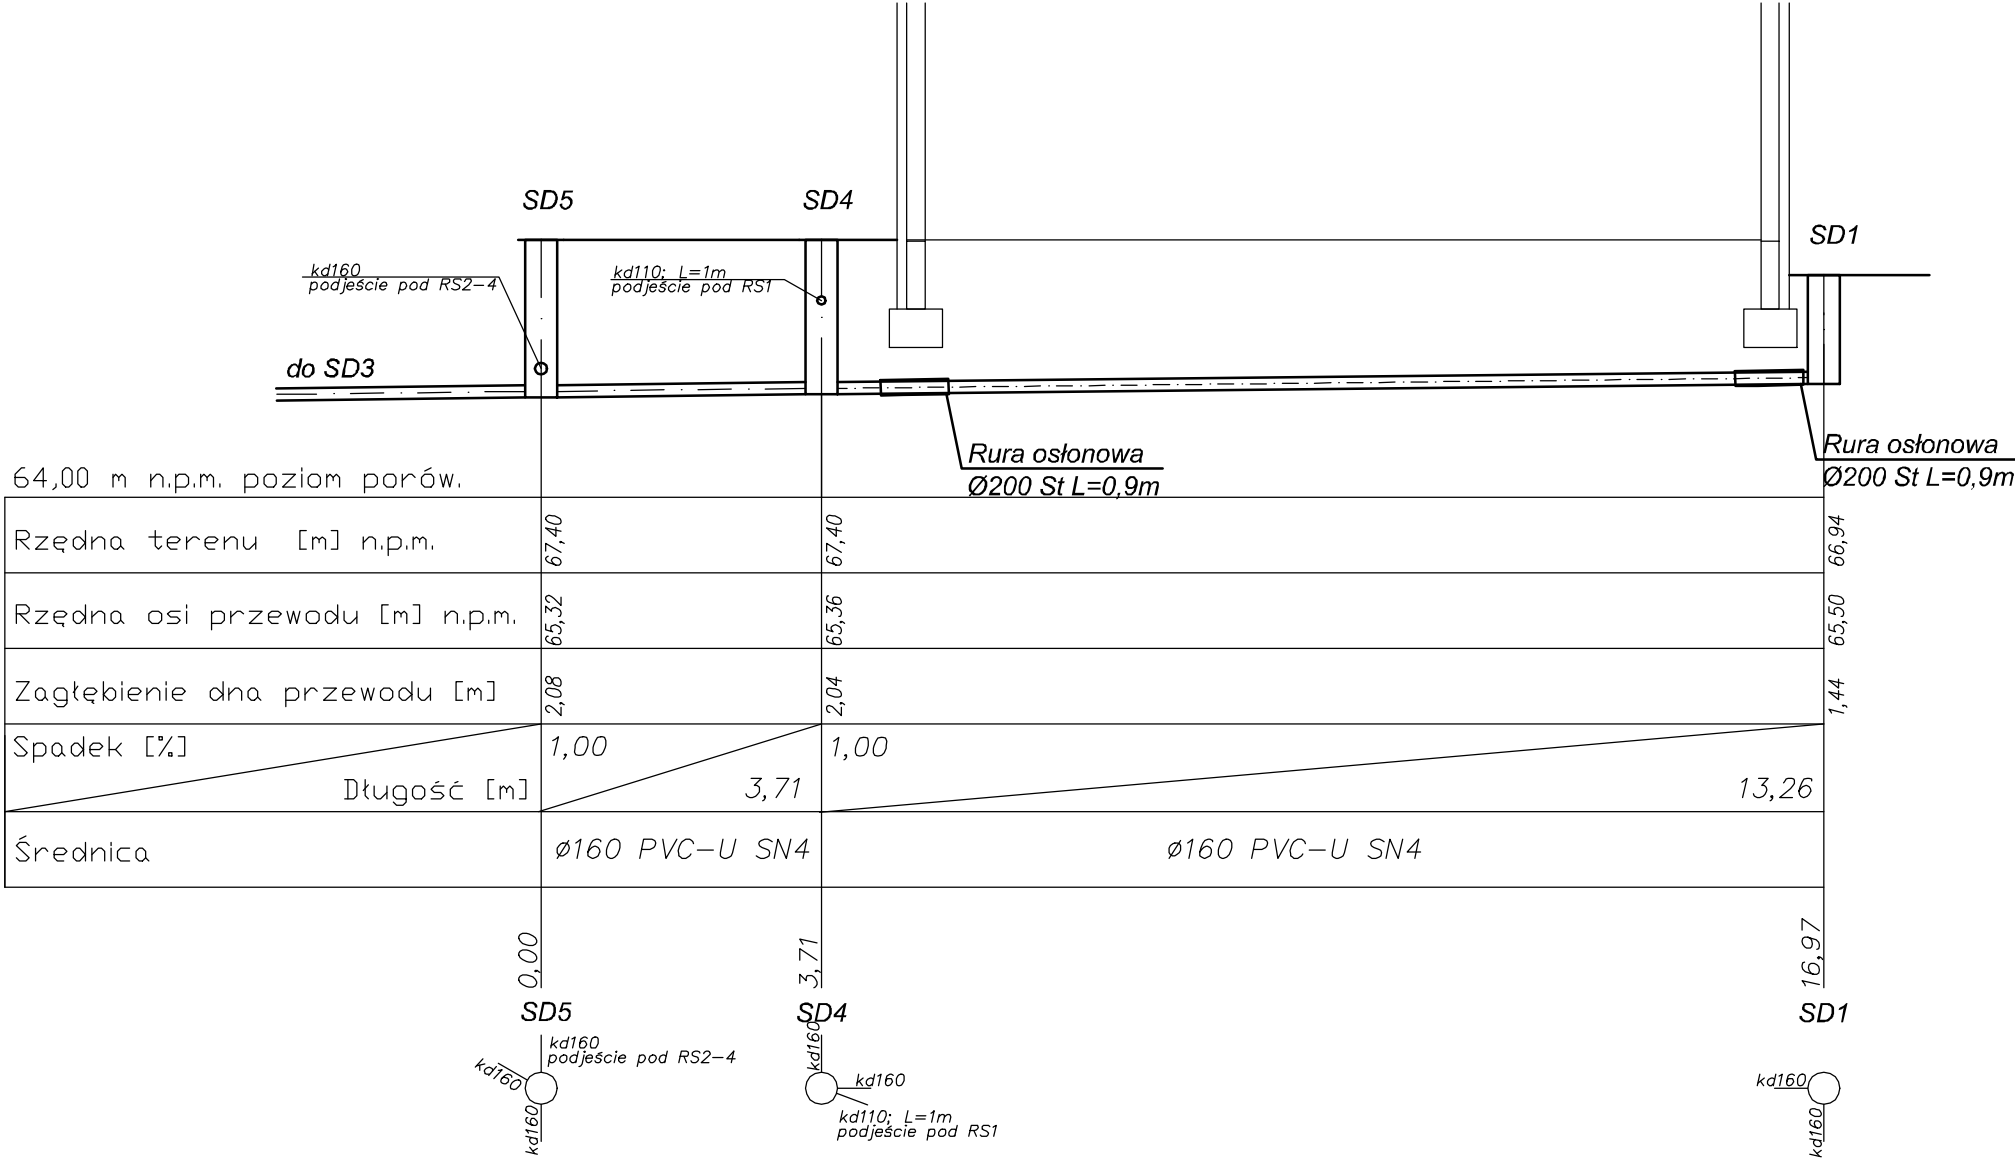 SD5
SD4
SD1
kd160
podjeście pod RS2-4
kd110; L=1m
podjeście pod RS1
do SD3
Rura osłonowa
Ø200 St L=0,9m
Rura osłonowa
Ø200 St L=0,9m
64,00 m n.p.m. poziom porów.
Rzędna terenu [m] n.p.m.
67,40
67,40
66,94
Rzędna osi przewodu [m] n.p.m.
65,32
65,36
65,50
Zagłębienie dna przewodu [m]
2,08
2,04
1,44
Spadek [%]
1,00
1,00
Długość [m]
3,71
13,26
Średnica
ø160 PVC-U SN4
ø160 PVC-U SN4
0,00
3,71
16,97
SD5
SD4
SD1
kd160
podjeście pod RS2-4
kd160
kd160
kd160
kd160
kd110; L=1m
podjeście pod RS1
kd160
kd160